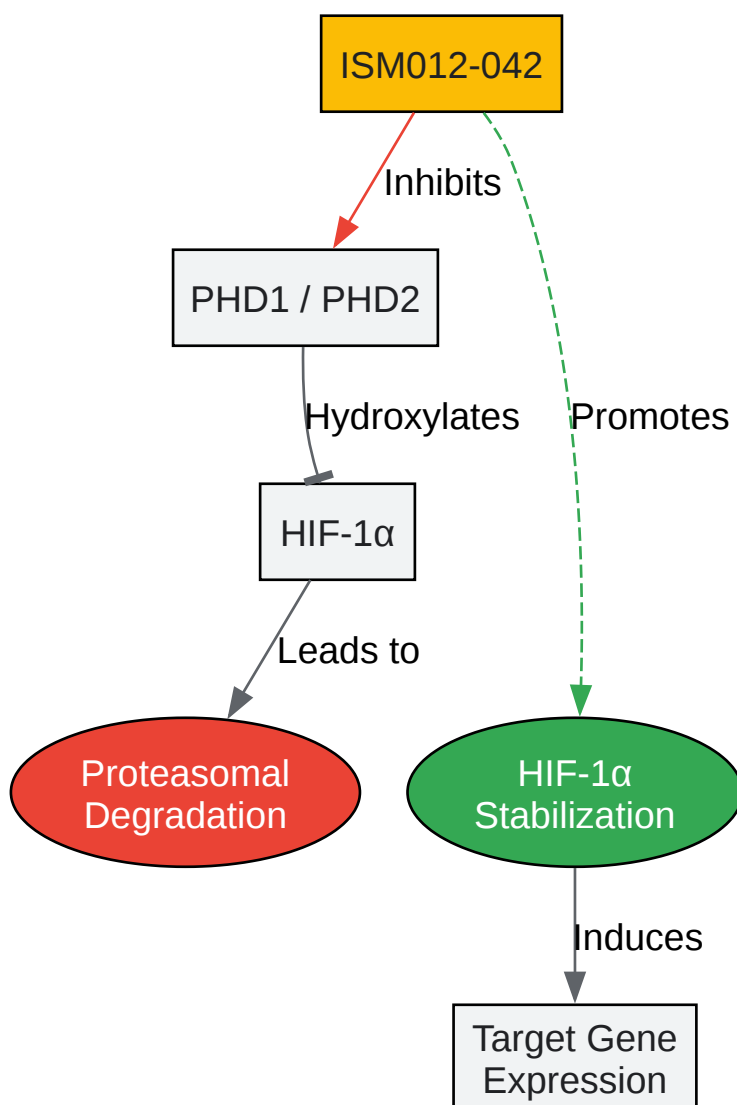 ISM012-042
Inhibits
PHD1 / PHD2
Hydroxylates
Promotes
HIF-1α
Leads to
Proteasomal
Degradation
HIF-1α
Stabilization
Induces
Target Gene
Expression